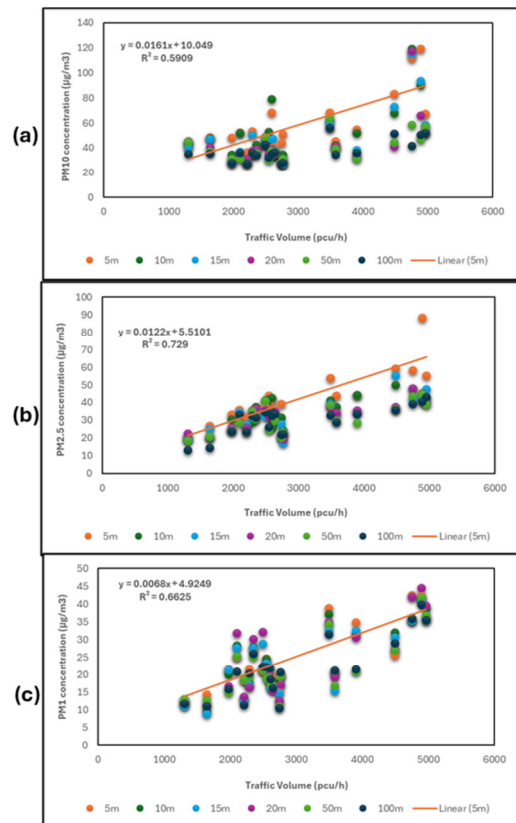 (a)
y = 0.0161x + 10.049
R² = 0.5909
PM10 concentration (µg/m3)
140
120
100
80
60
40
20
0
0 1000 2000 3000 4000 5000 6000
Traffic Volume (pcu/h)
5m 10m 15m 20m 50m 100m Linear (5m)
(b)
y = 0.0122x + 5.5101
R² = 0.729
PM2.5 concentration (µg/m3)
100
90
80
70
60
50
40
30
20
10
0
0 1000 2000 3000 4000 5000 6000
Traffic Volume (pcu/h)
5m 10m 15m 20m 50m 100m Linear (5m)
(c)
y = 0.0068x + 4.9249
R² = 0.6625
PM1 concentration (µg/m3)
50
45
40
35
30
25
20
15
10
5
0
0 1000 2000 3000 4000 5000 6000
Traffic Volume (pcu/h)
5m 10m 15m 20m 50m 100m Linear (5m)